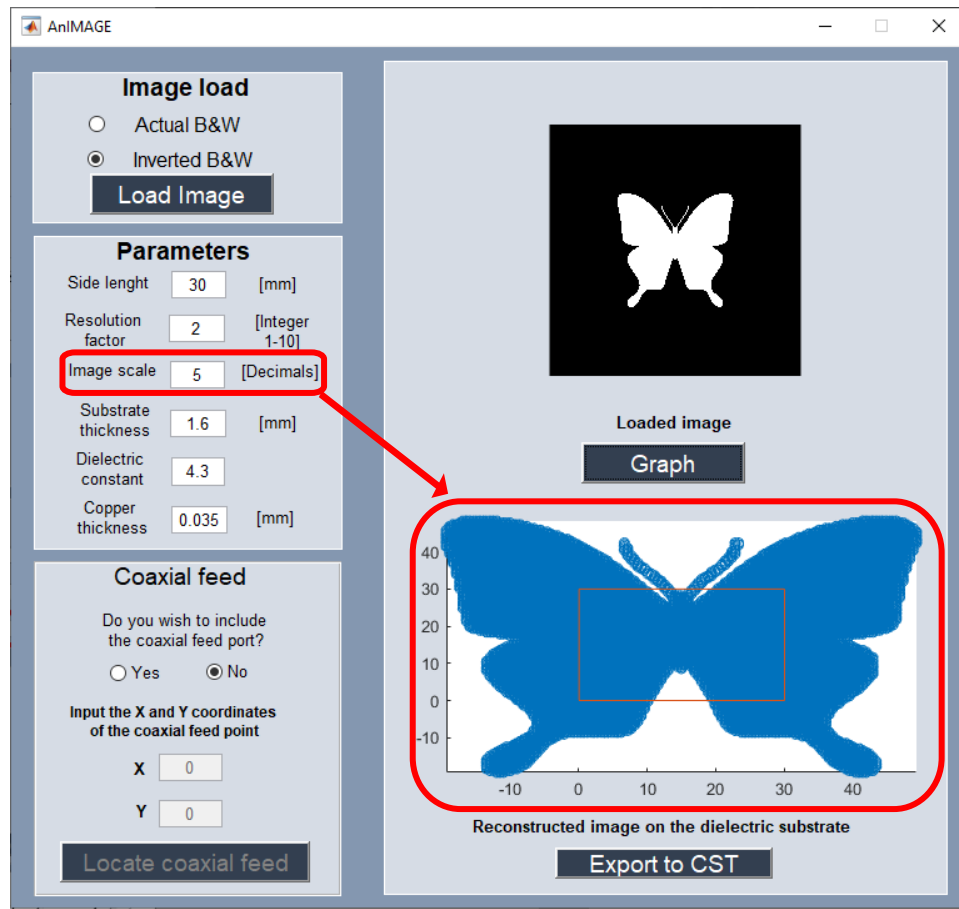 AnIMAGE
Image load
Actual B&W
Inverted B&W
Load Image
Parameters
Side lenght 30 [mm]
Resolution
factor 2 [Integer
1-10]
Image scale 5 [Decimals]
Substrate
thickness 1.6 [mm]
Dielectric
constant 4.3
Copper
thickness 0.035 [mm]
Coaxial feed
Do you wish to include
the coaxial feed port?
Yes No
Input the X and Y coordinates
of the coaxial feed point
X 0
Y 0
Locate coaxial feed
Loaded image
Graph
40
30
20
10
0
-10
-10 0 10 20 30 40
Reconstructed image on the dielectric substrate
Export to CST